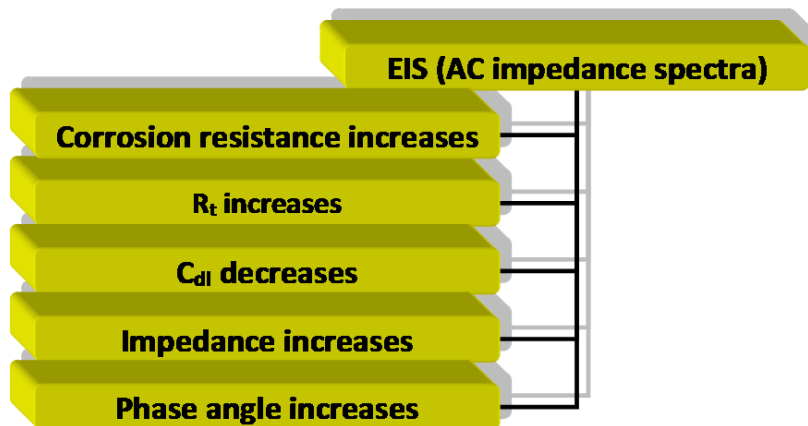 EIS (AC impedance spectra)
Corrosion resistance increases
Rt increases
Cdl decreases
Impedance increases
Phase angle increases